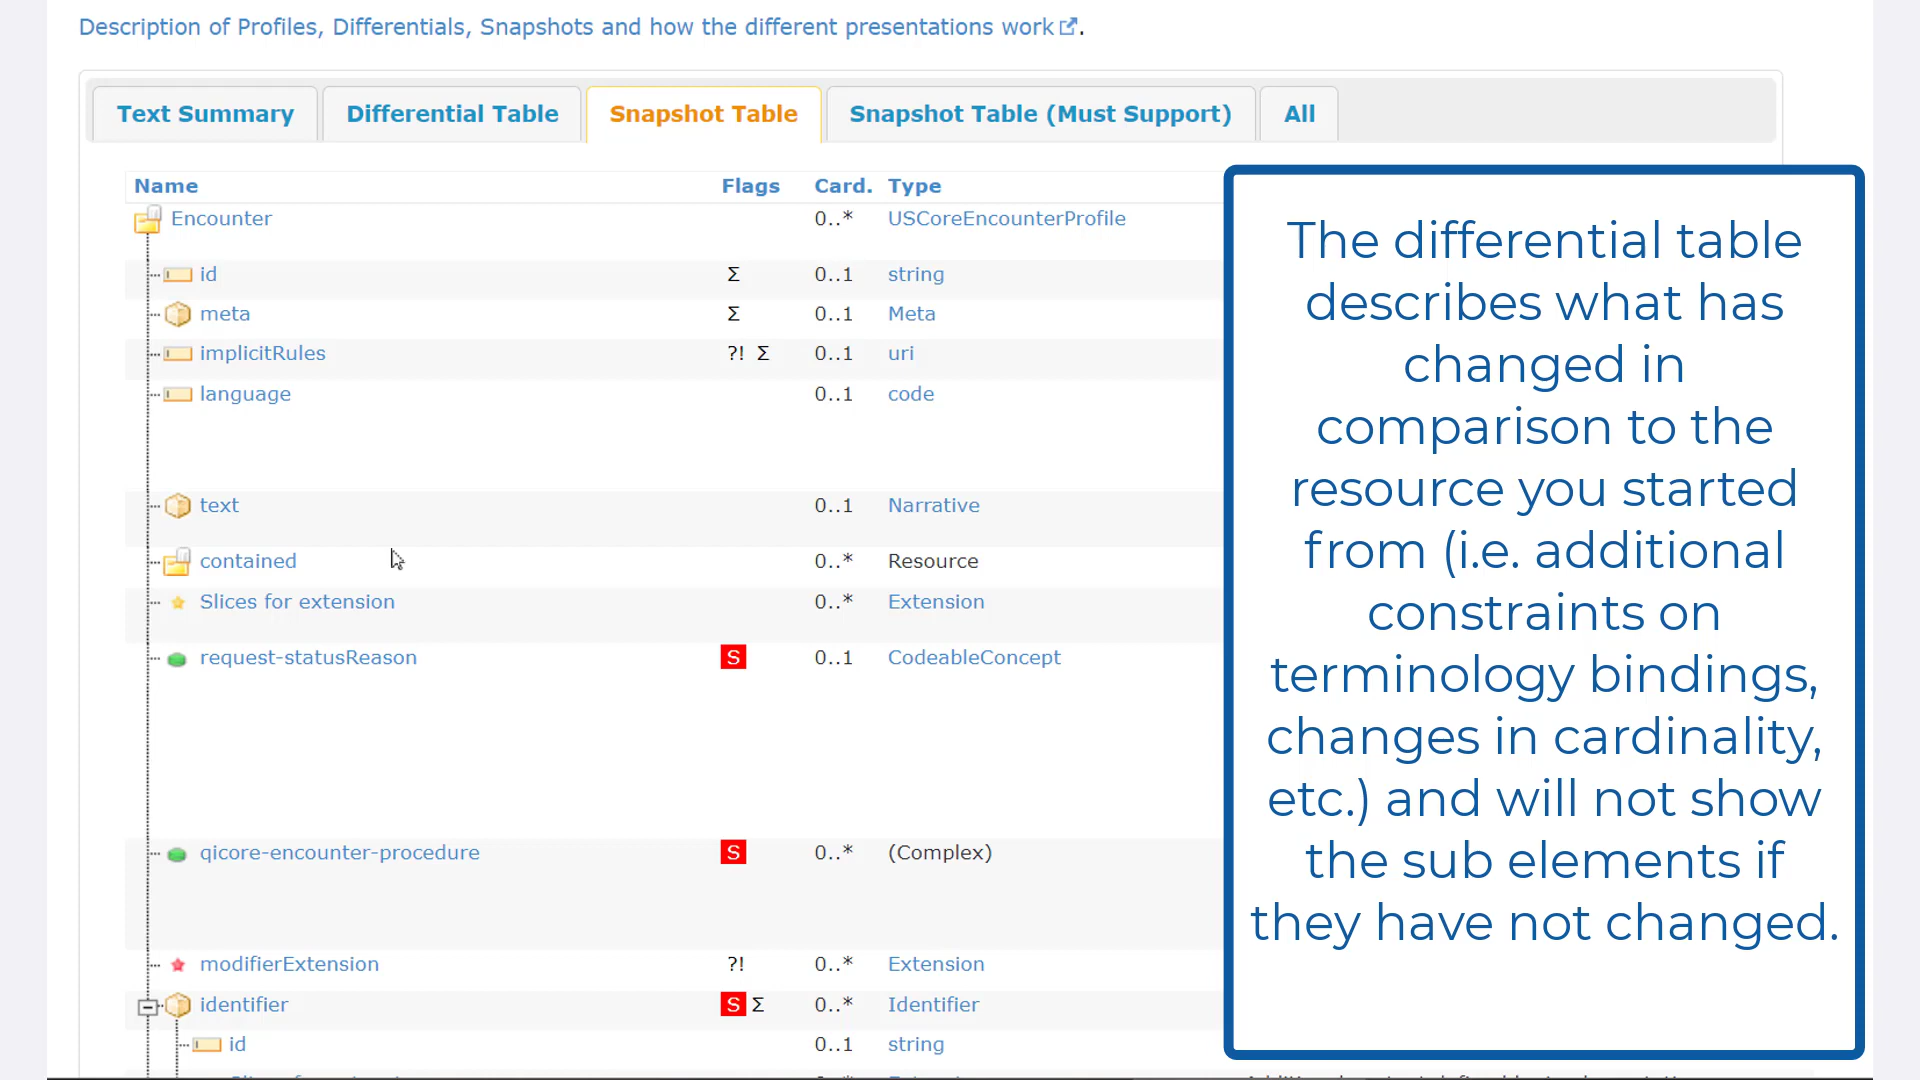 Description of Profiles, Differentials, Snapshots and how the different presentations work.
Text Summary
Differential Table
Snapshot Table
Snapshot Table (Must Support)
All
Name Flags Card. Type
Encounter 0..* USCoreEncounterProfile
id Σ 0..1 string
meta Σ 0..1 Meta
implicitRules ?! Σ 0..1 uri
language 0..1 code
text 0..1 Narrative
contained 0..* Resource
Slices for extension 0..* Extension
request-statusReason S 0..1 CodeableConcept
qicore-encounter-procedure S 0..* (Complex)
modifierExtension ?! 0..* Extension
identifier S Σ 0..* Identifier
id 0..1 string
The differential table
describes what has
changed in
comparison to the
resource you started
from (i.e. additional
constraints on
terminology bindings,
changes in cardinality,
etc.) and will not show
the sub elements if
they have not changed.